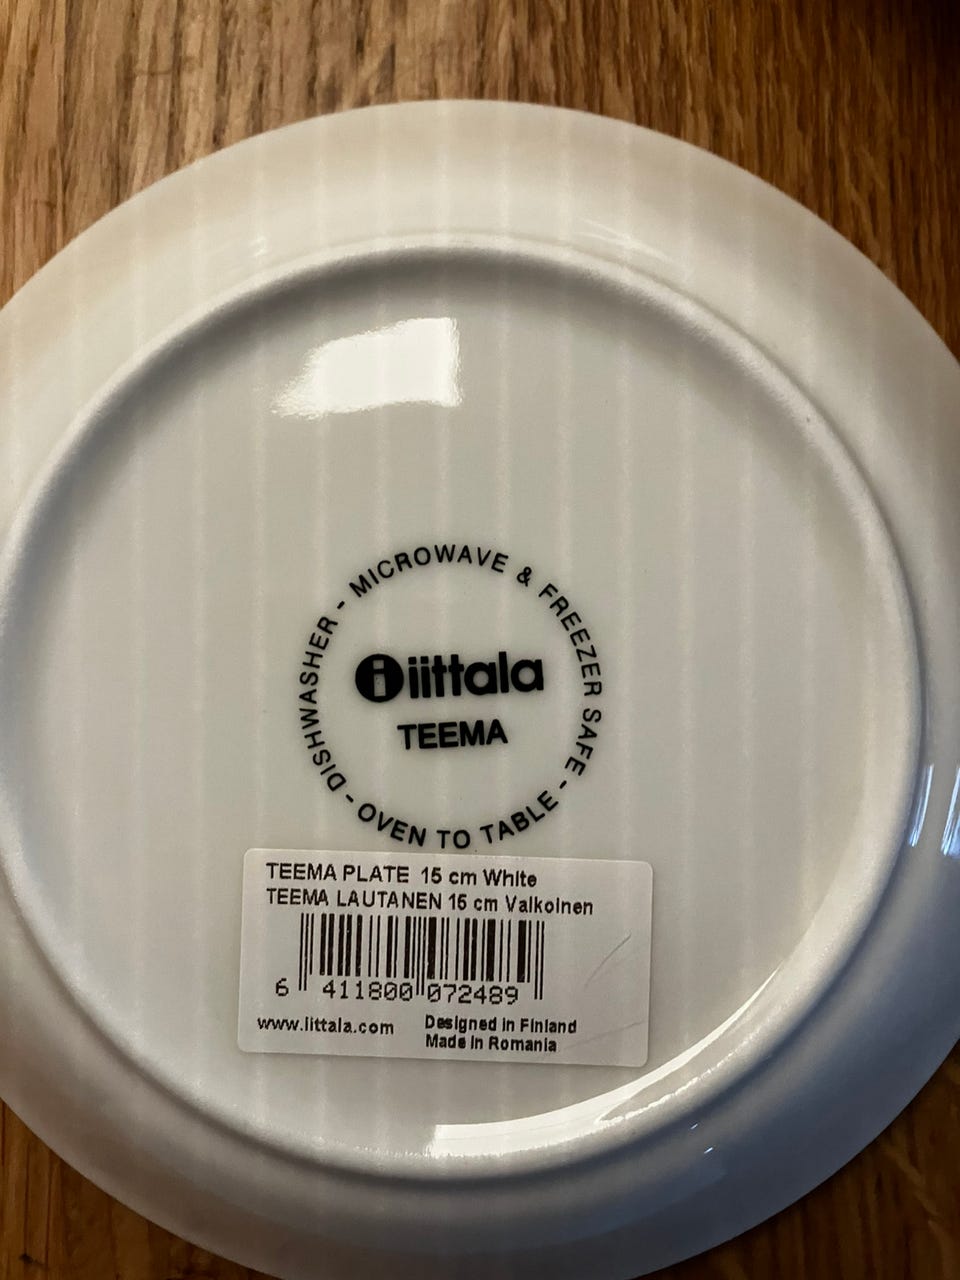 DISHWASHER - MICROWAVE & FREEZER SAFE - OVEN TO TABLE -
iittala
TEEMA
TEEMA PLATE 15 cm White
TEEMA LAUTANEN 15 cm Valkoinen
6 411800 072489
www.iittala.com
Designed in Finland
Made in Romania